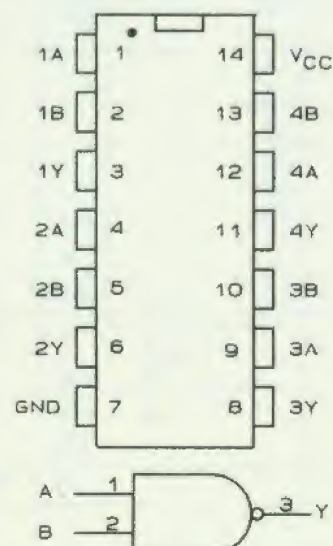 1A 1 14 VCC
1B 2 13 4B
1Y 3 12 4A
2A 4 11 4Y
2B 5 10 3B
2Y 6 9 3A
GND 7 8 3Y
A 1
3 Y
B 2